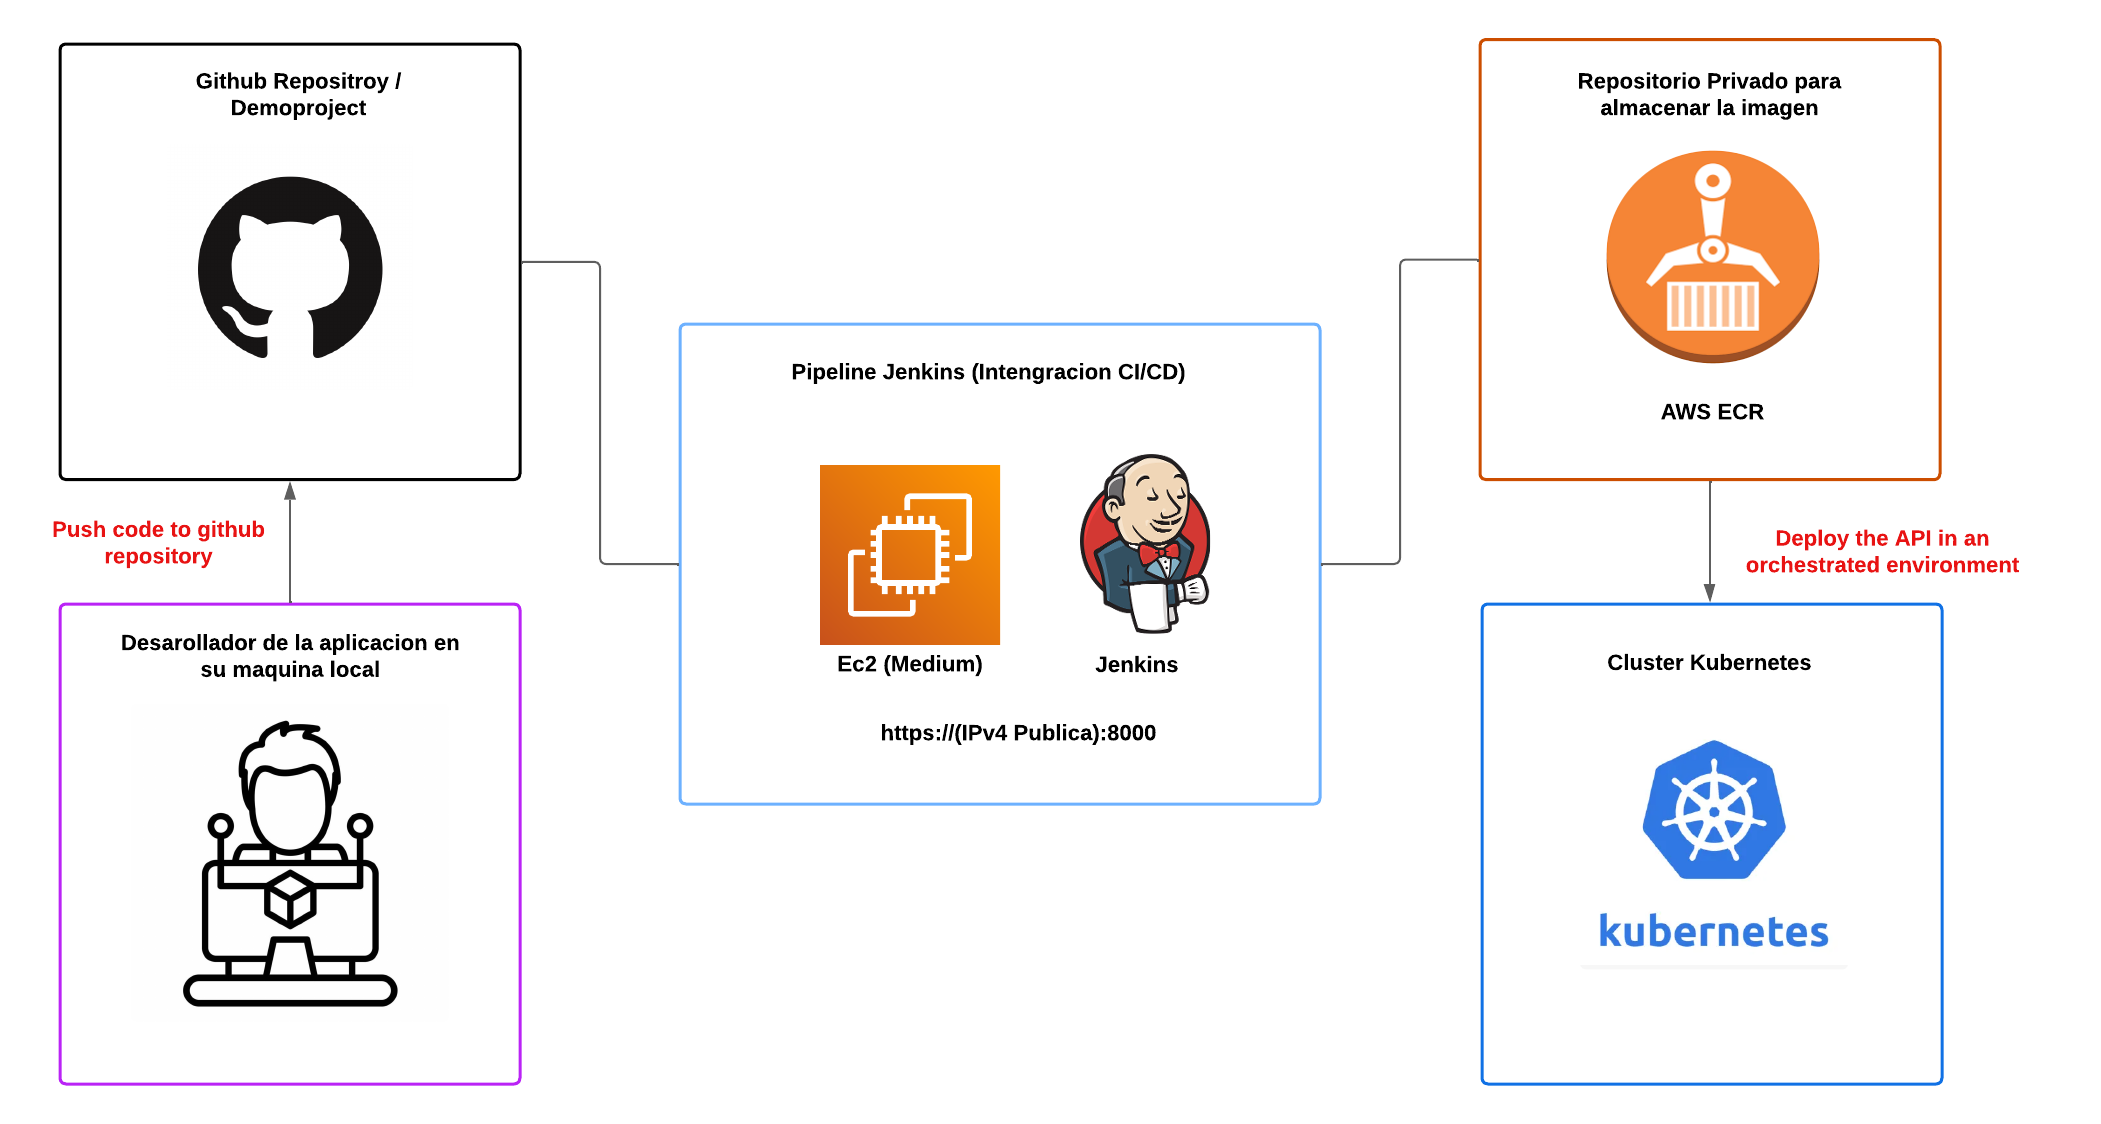 Github Repositroy /
Demoproject
Push code to github
repository
Desarollador de la aplicacion en
su maquina local
Pipeline Jenkins (Intengracion CI/CD)
Ec2 (Medium)
Jenkins
https://(IPv4 Publica):8000
Repositorio Privado para
almacenar la imagen
AWS ECR
Deploy the API in an
orchestrated environment
Cluster Kubernetes
kubernetes